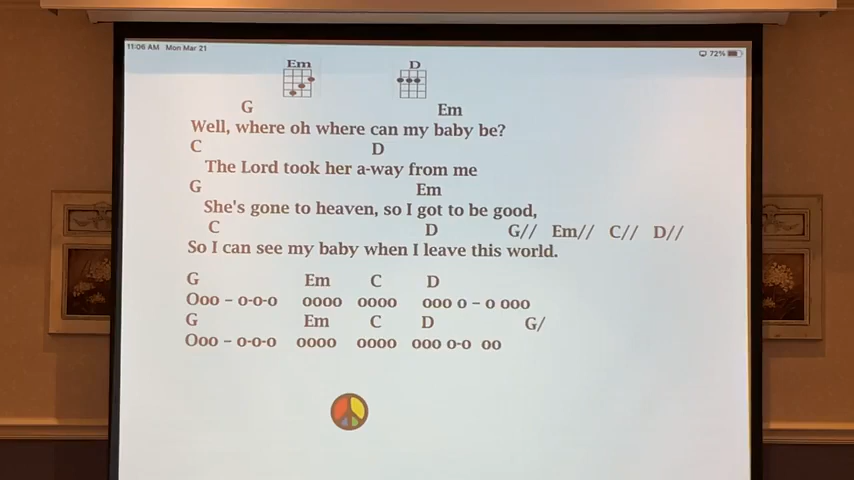 11:06 AM Mon Mar 21
72%
Em D
G Em
Well, where oh where can my baby be?
C D
The Lord took her a-way from me
G Em
She's gone to heaven, so I got to be good,
C D G// Em// C// D//
So I can see my baby when I leave this world.
G Em C D
Ooo – o-o-o oooo oooo ooo o – o ooo
G Em C D G/
Ooo – o-o-o oooo oooo ooo o-o oo